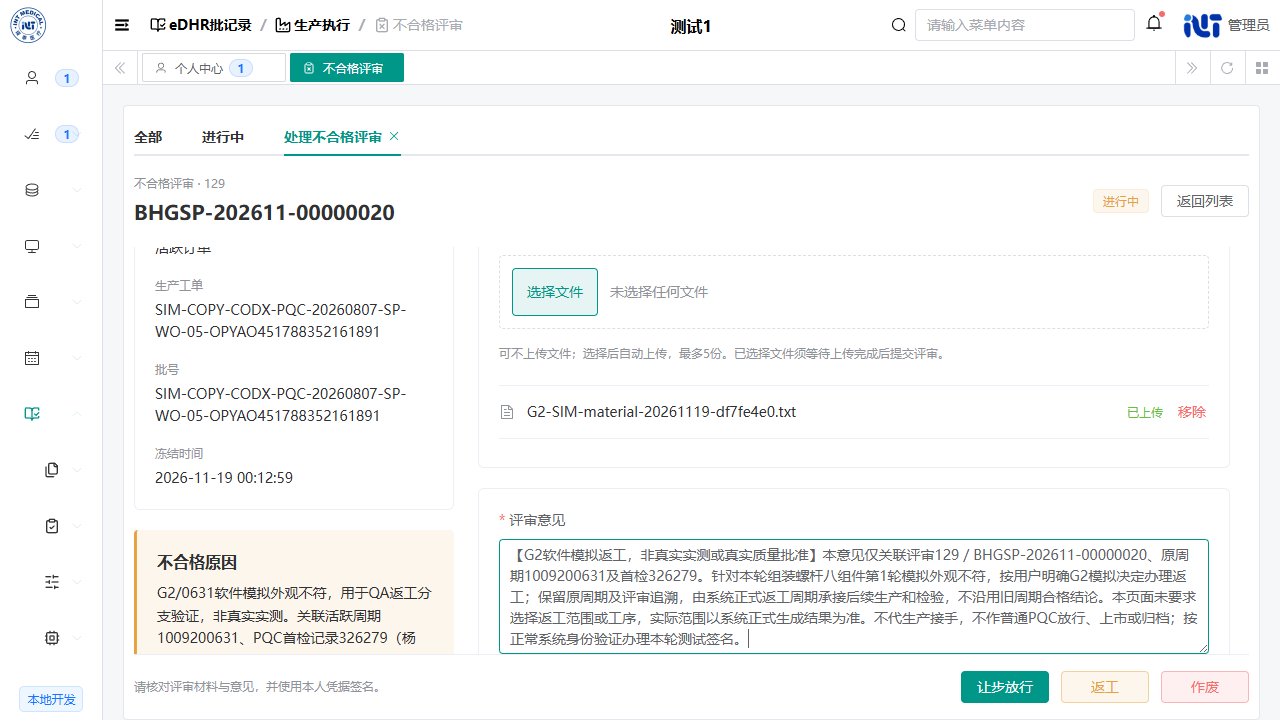 eDHR批记录 / 生产执行 / 不合格评审
测试1
请输入菜单内容
管理员
个人中心 1
不合格评审
1
1
全部
进行中
处理不合格评审
不合格评审 · 129
BHGSP-202611-00000020
进行中
返回列表
活跃订单
生产工单
SIM-COPY-CODX-PQC-20260807-SP-
WO-05-OPYAO451788352161891
批号
SIM-COPY-CODX-PQC-20260807-SP-
WO-05-OPYAO451788352161891
冻结时间
2026-11-19 00:12:59
不合格原因
G2/0631软件模拟外观不符，用于QA返工分
支验证，非真实实测。关联活跃周期
1009200631、PQC首检记录326279（杨
选择文件
未选择任何文件
可不上传文件；选择后自动上传，最多5份。已选择文件须等待上传完成后提交评审。
G2-SIM-material-20261119-df7fe4e0.txt
已上传
移除
* 评审意见
【G2软件模拟返工，非真实实测或真实质量批准】本意见仅关联评审129 / BHGSP-202611-00000020、原周
期1009200631及首检326279。针对本轮组装螺杆八组件第1轮模拟外观不符，按用户明确G2模拟决定办理返
工；保留原周期及评审追溯，由系统正式返工周期承接后续生产和检验，不沿用旧周期合格结论。本页面未要求
选择返工范围或工序，实际范围以系统正式生成结果为准。不代生产接手，不作普通PQC放行、上市或归档；按
正常系统身份验证办理本轮测试签名。
请核对评审材料与意见，并使用本人凭据签名。
让步放行
返工
作废
本地开发